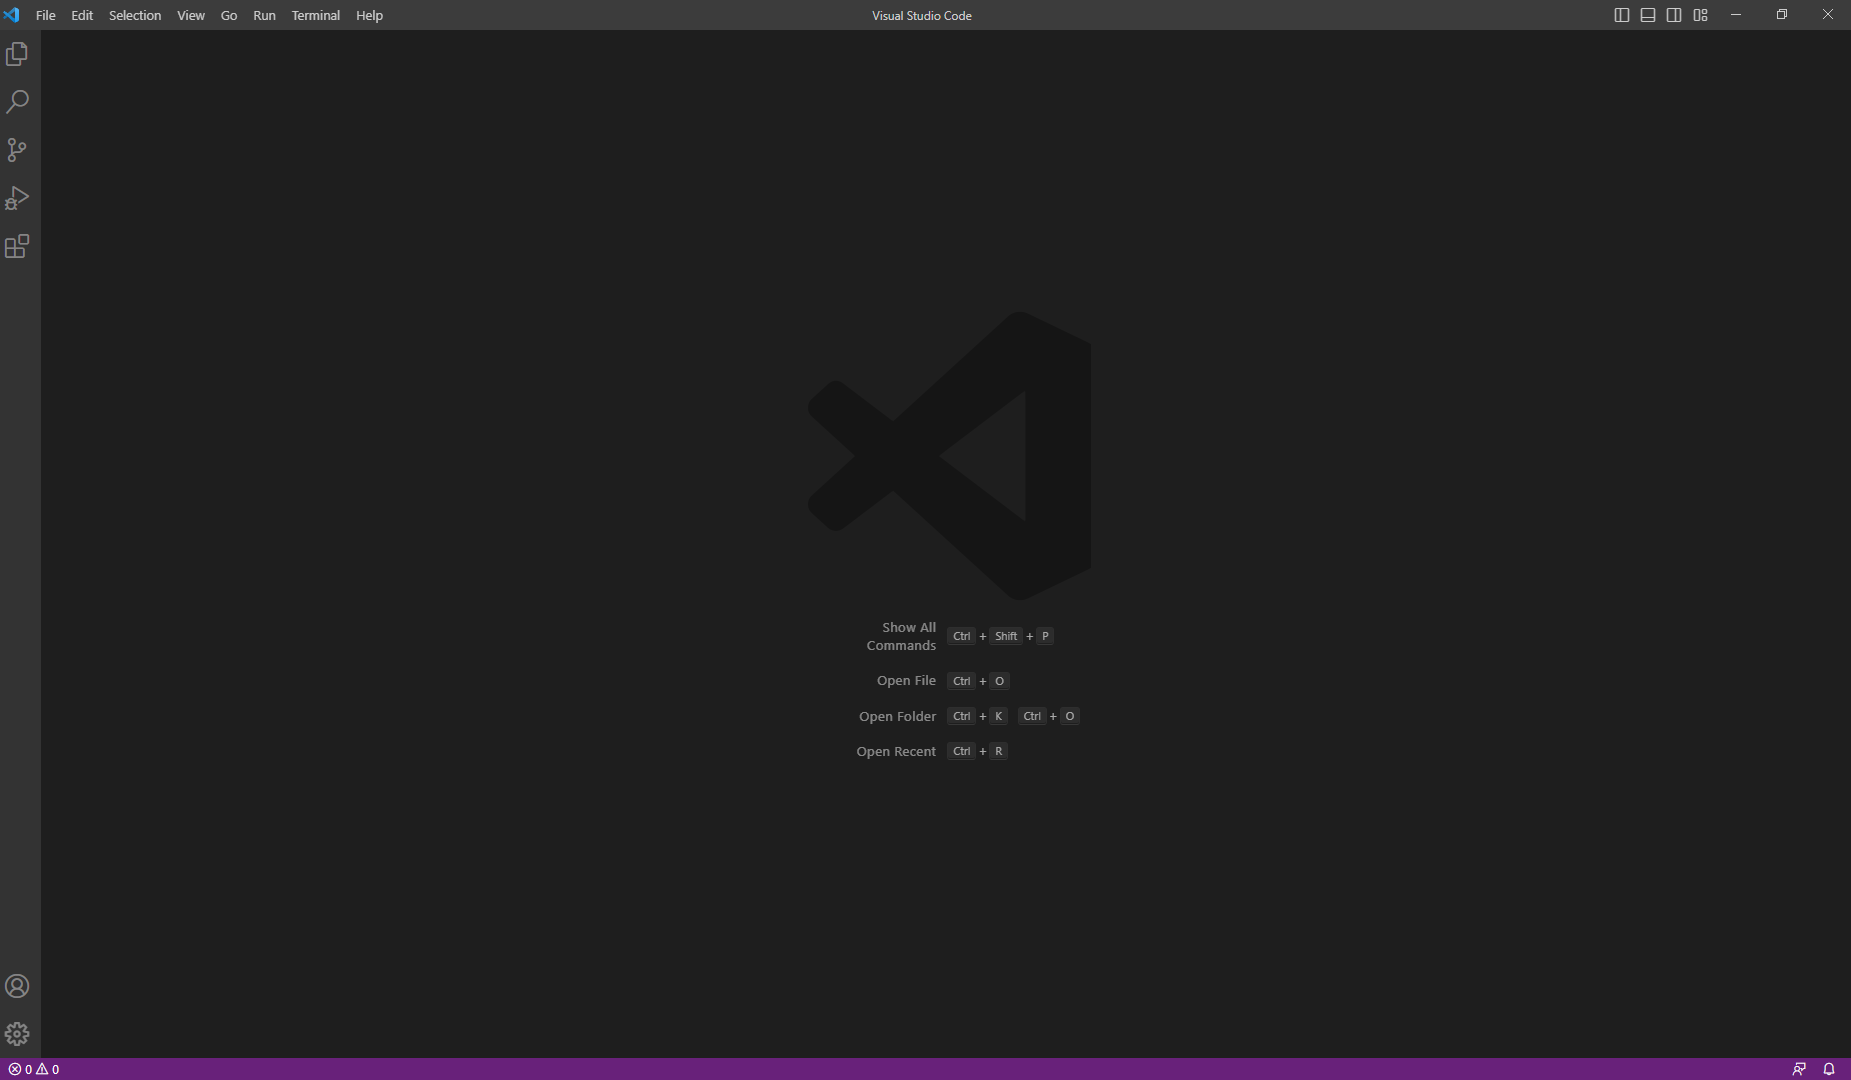 File Edit Selection View Go Run Terminal Help Visual Studio Code
Show All
Commands Ctrl + Shift + P
Open File Ctrl + O
Open Folder Ctrl + K Ctrl + O
Open Recent Ctrl + R
0 0